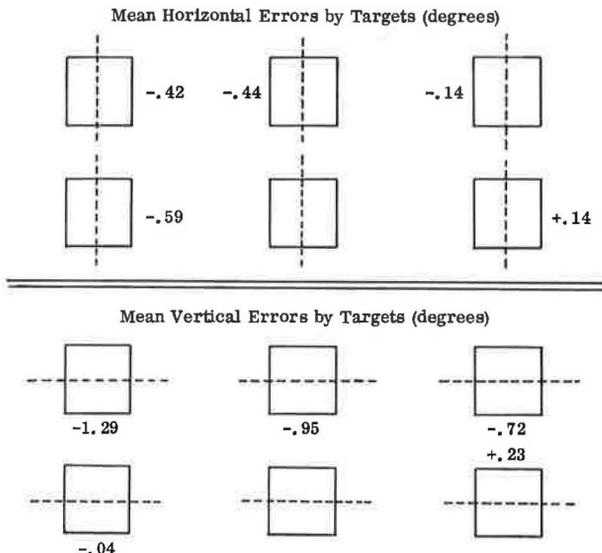 Mean Horizontal Errors by Targets (degrees)
-.42 -.44 -.14
-.59 +.14
Mean Vertical Errors by Targets (degrees)
-1.29 -.95 -.72
+.23
-.04